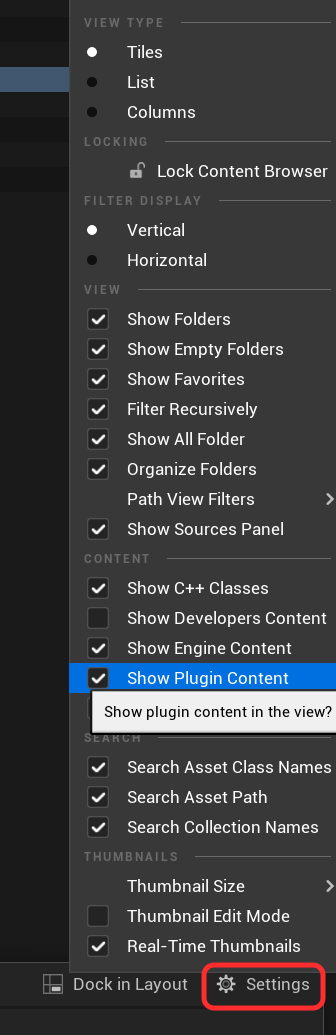 VIEW TYPE
Tiles
List
Columns
LOCKING
Lock Content Browser
FILTER DISPLAY
Vertical
Horizontal
VIEW
Show Folders
Show Empty Folders
Show Favorites
Filter Recursively
Show All Folder
Organize Folders
Path View Filters
Show Sources Panel
CONTENT
Show C++ Classes
Show Developers Content
Show Engine Content
Show Plugin Content
Show plugin content in the view?
SEARCH
Search Asset Class Names
Search Asset Path
Search Collection Names
THUMBNAILS
Thumbnail Size
Thumbnail Edit Mode
Real-Time Thumbnails
Dock in Layout Settings